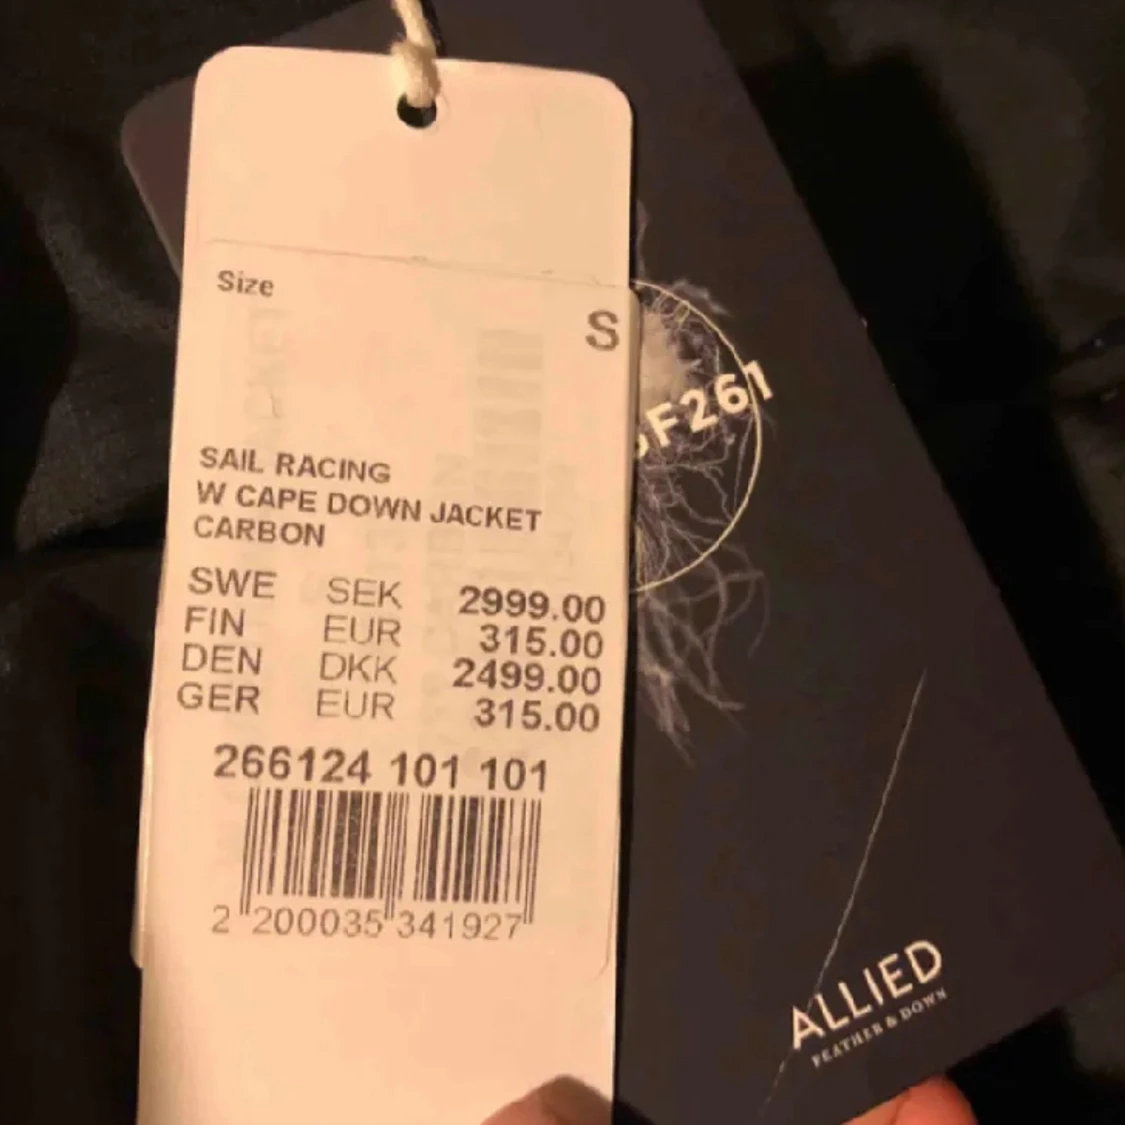 Size
S
SAIL RACING
W CAPE DOWN JACKET
CARBON
SWE SEK 2999.00
FIN EUR 315.00
DEN DKK 2499.00
GER EUR 315.00
266124 101 101
2 200035 341927
ALLIED
FEATHER & DOWN